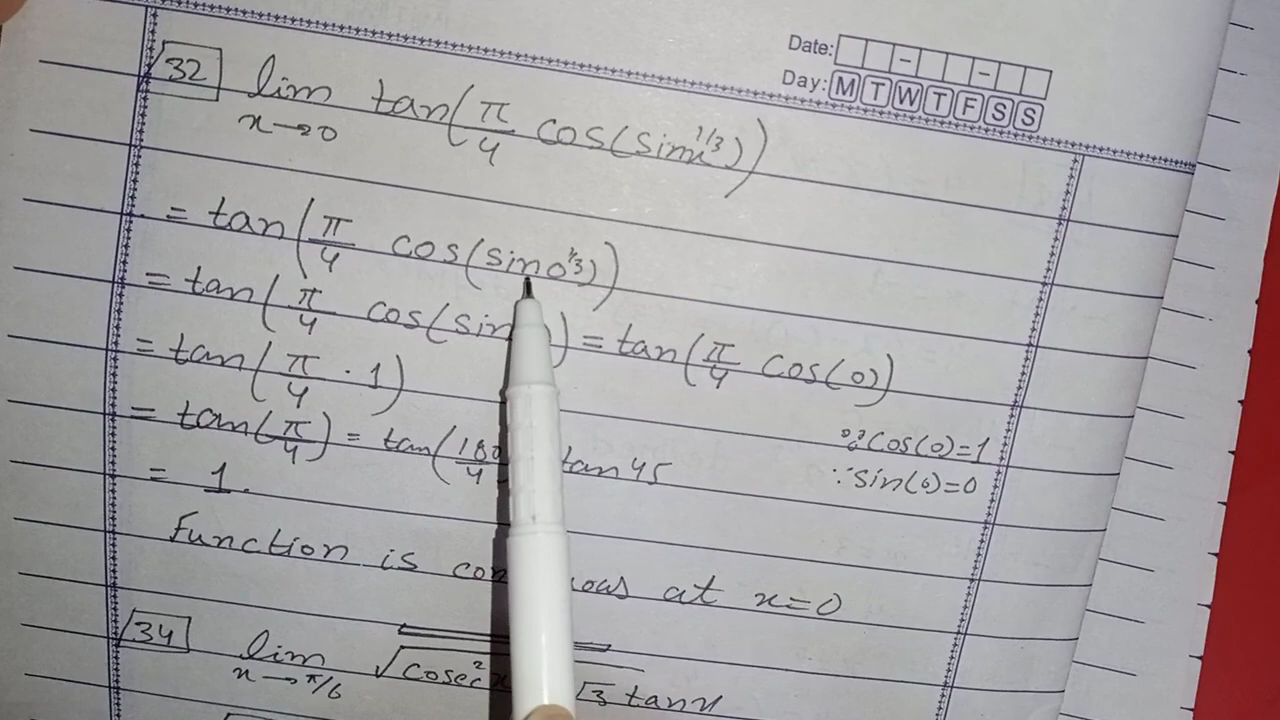 Date:
Day: M T W T F S S
32 lim x→0 tan(π/4 cos(sinx^1/3))
= tan(π/4 cos(sin0^1/3))
= tan(π/4 cos(sin ) = tan(π/4 cos(0))
= tan(π/4 · 1)
= tan(π/4) = tan(180/4 tan 45
∵ cos(0)=1
= 1.
∵ sin(0)=0
Function is at x=0
34 lim x→π/6 √cosec²x √3 tanx